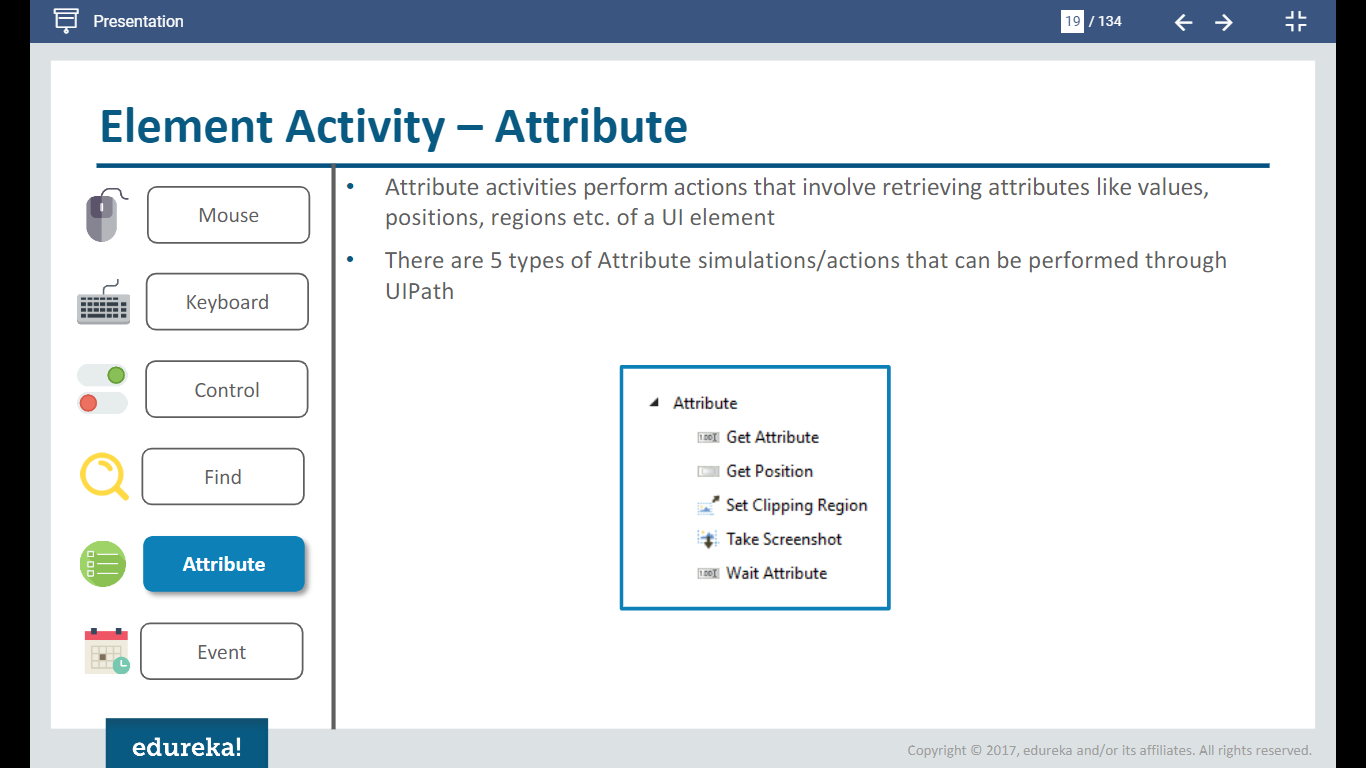 Presentation
19 / 134
Element Activity – Attribute
Mouse
Keyboard
Control
Find
Attribute
Event
• Attribute activities perform actions that involve retrieving attributes like values,
positions, regions etc. of a UI element
• There are 5 types of Attribute simulations/actions that can be performed through
UIPath
Attribute
Get Attribute
Get Position
Set Clipping Region
Take Screenshot
Wait Attribute
edureka!
Copyright © 2017, edureka and/or its affiliates. All rights reserved.